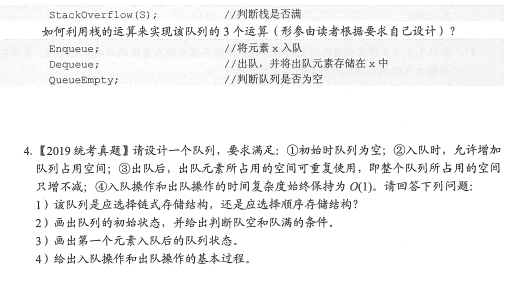 StackOverflow(S); //判断栈是否满
如何利用栈的运算来实现该队列的3个运算（形参由读者根据要求自己设计）？
Enqueue; //将元素x入队
Dequeue; //出队，并将出队元素存储在x中
QueueEmpty; //判断队列是否为空
4.【2019统考真题】请设计一个队列，要求满足：①初始时队列为空；②入队时，允许增加
队列占用空间；③出队后，出队元素所占用的空间可重复使用，即整个队列所占用的空间
只增不减；④入队操作和出队操作的时间复杂度始终保持为O(1)。请回答下列问题：
1）该队列是应选择链式存储结构，还是应选择顺序存储结构？
2）画出队列的初始状态，并给出判断队空和队满的条件。
3）画出第一个元素入队后的队列状态。
4）给出入队操作和出队操作的基本过程。